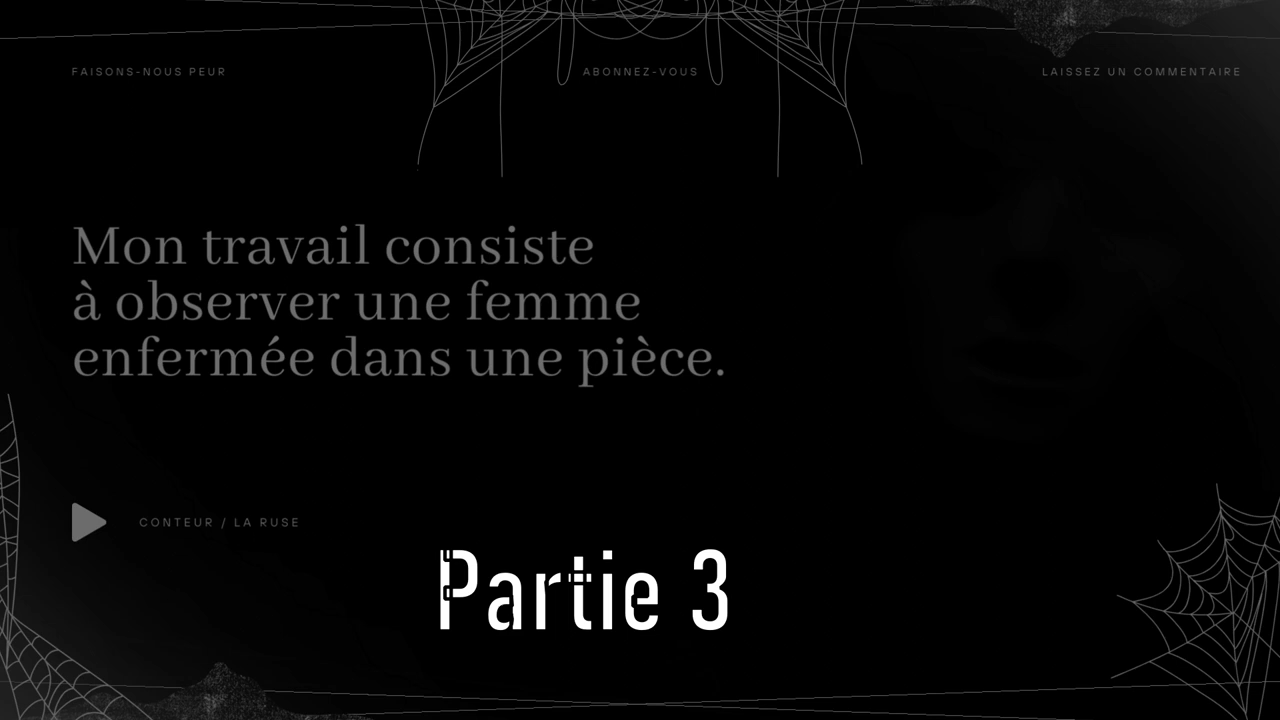 FAISONS-NOUS PEUR
ABONNEZ-VOUS
LAISSEZ UN COMMENTAIRE
Mon travail consiste
à observer une femme
enfermée dans une pièce.
CONTEUR / LA RUSE
Partie 3